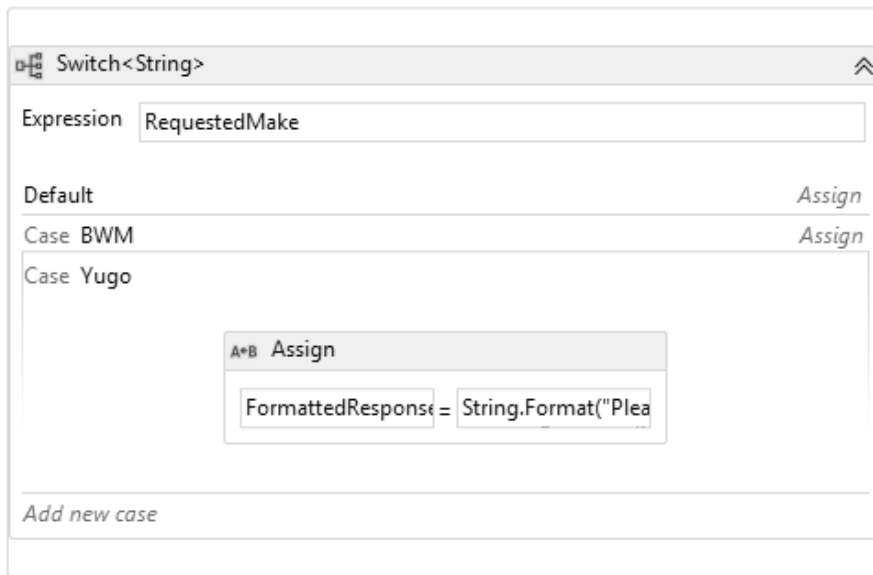 Switch<String>
Expression RequestedMake
Default Assign
Case BWM Assign
Case Yugo
A+B Assign
FormattedResponse = String.Format("Plea
Add new case